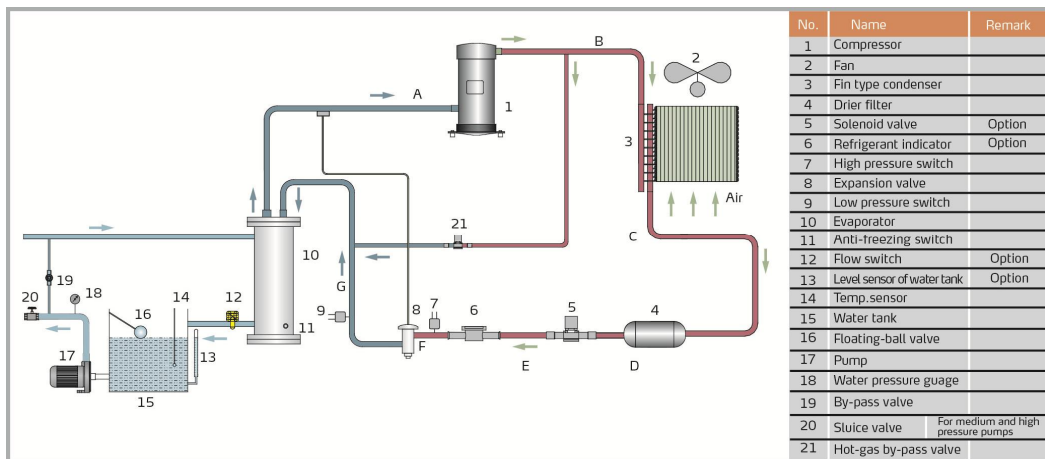 A
B
1
2
3
Air
C
10
11
21
G
9
8
7
F
6
5
4
E
D
19
20
18
16
14
12
13
17
15
No. Name Remark
1 Compressor
2 Fan
3 Fin type condenser
4 Drier filter
5 Solenoid valve Option
6 Refrigerant indicator Option
7 High pressure switch
8 Expansion valve
9 Low pressure switch
10 Evaporator
11 Anti-freezing switch
12 Flow switch Option
13 Level sensor of water tank Option
14 Temp.sensor
15 Water tank
16 Floating-ball valve
17 Pump
18 Water pressure guage
19 By-pass valve
20 Sluice valve For medium and high
pressure pumps
21 Hot-gas by-pass valve